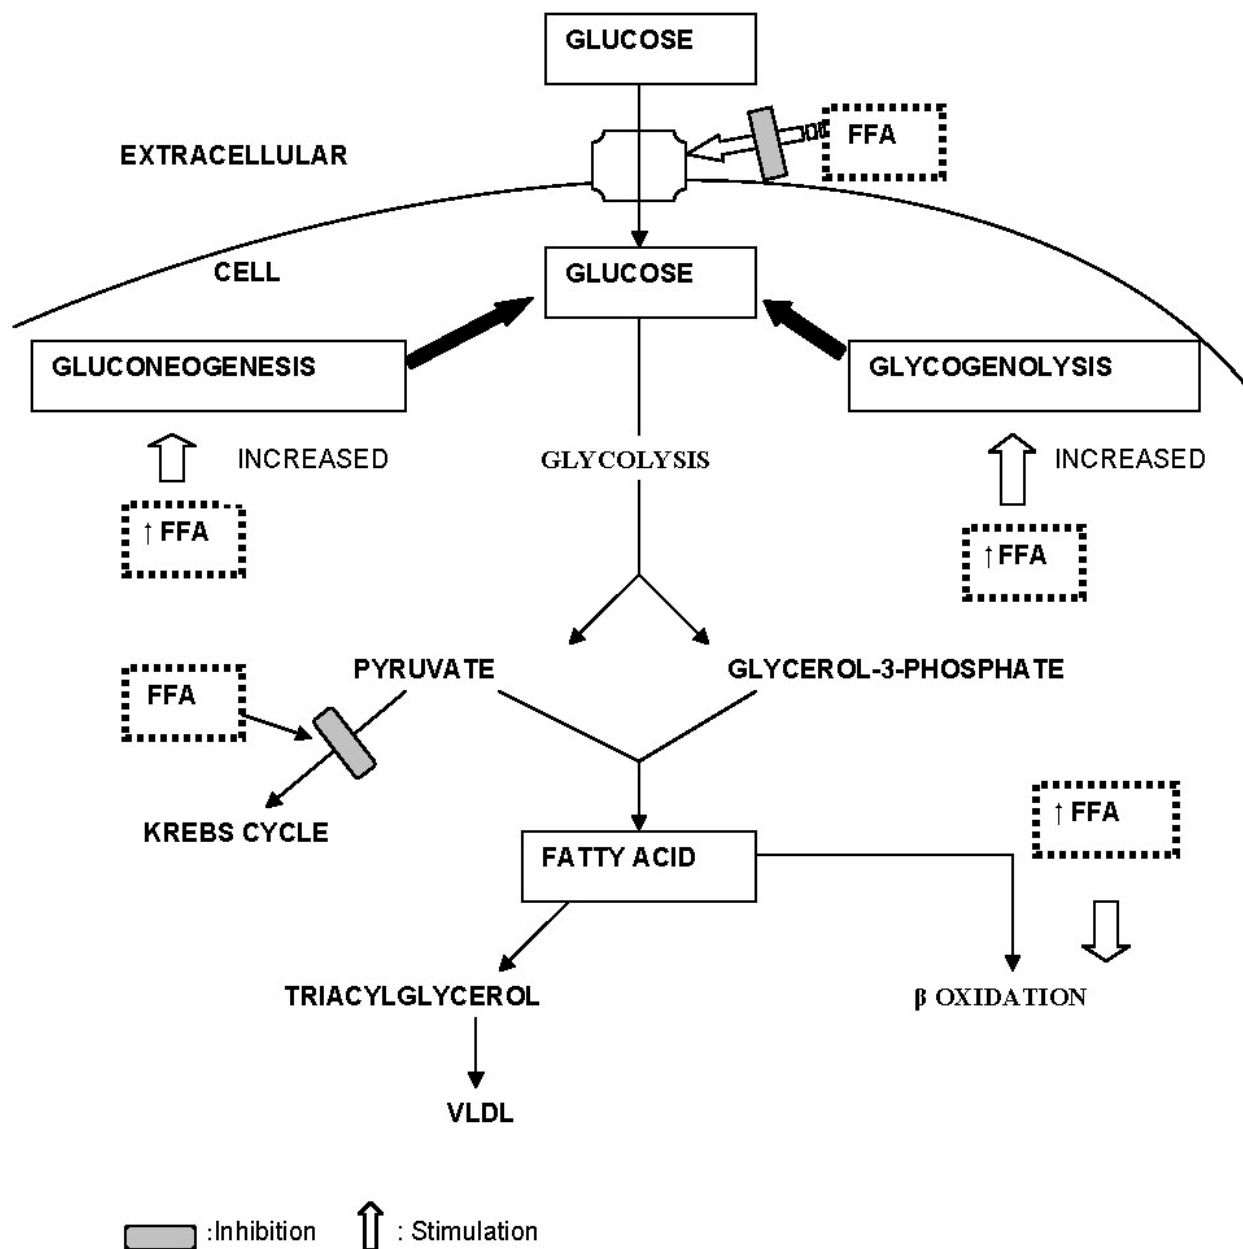 GLUCOSE
FFA
EXTRACELLULAR
CELL
GLUCOSE
GLUCONEOGENESIS
GLYCOGENOLYSIS
INCREASED
GLYCOLYSIS
INCREASED
↑ FFA
↑FFA
PYRUVATE
GLYCEROL-3-PHOSPHATE
FFA
↑ FFA
KREBS CYCLE
FATTY ACID
TRIACYLGLYCEROL
β OXIDATION
VLDL
:Inhibition
: Stimulation